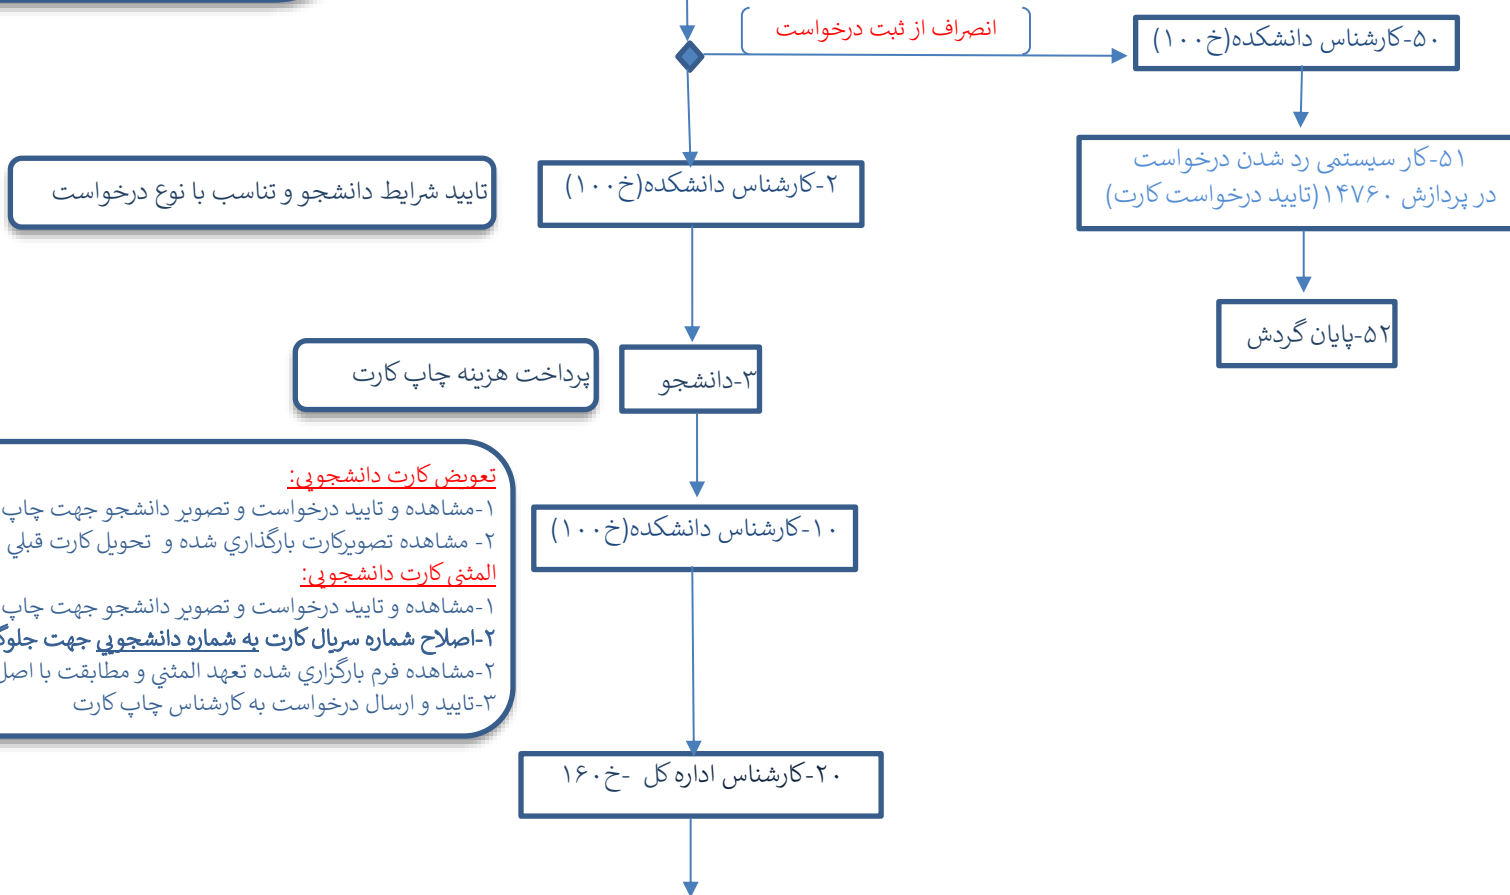 انصراف از ثبت درخواست
۵۰-کارشناس دانشکده(خ۱۰۰)
۵۱-کار سیستمی رد شدن درخواست
در پردازش ۱۴۷۶۰(تایید درخواست کارت)
۵۲-پایان گردش
۲-کارشناس دانشکده(خ۱۰۰)
تایید شرایط دانشجو و تناسب با نوع درخواست
۳-دانشجو
پرداخت هزینه چاپ کارت
۱۰-کارشناس دانشکده(خ۱۰۰)
تعویض کارت دانشجویی:
۱-مشاهده و تایید درخواست و تصویر دانشجو جهت چاپ
۲- مشاهده تصویرکارت بارگذاري شده و تحویل کارت قبلي
المثنی کارت دانشجویی:
۱-مشاهده و تایید درخواست و تصویر دانشجو جهت چاپ
۲-اصلاح شماره سریال کارت به شماره دانشجویي جهت
۲-مشاهده فرم بارگزاري شده تعهد المثني و مطابقت با اصل
۳-تایید و ارسال درخواست به کارشناس چاپ کارت
۲۰-کارشناس اداره کل -خ۱۶۰